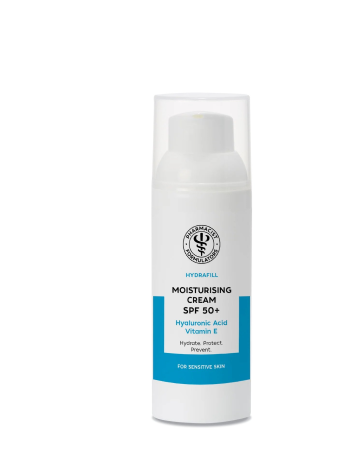 PHARMACIST
FORMULATORS
HYDRAFILL
MOISTURISING
CREAM
SPF 50+
Hyaluronic Acid
Vitamin E
Hydrate. Protect.
Prevent.
FOR SENSITIVE SKIN